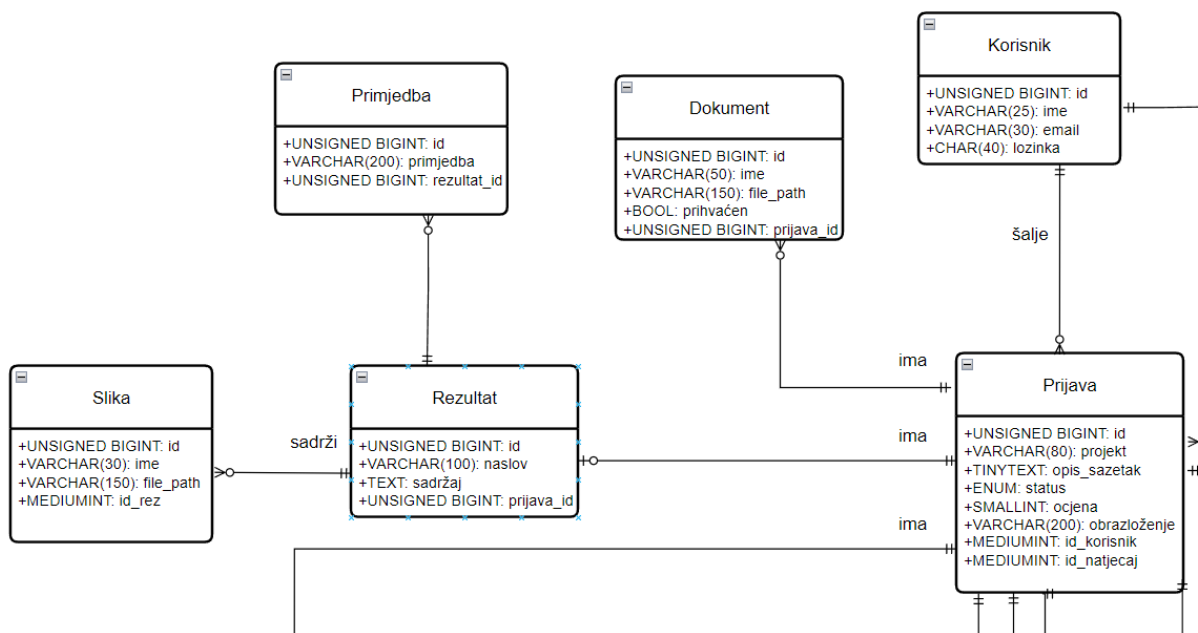 Korisnik
+UNSIGNED BIGINT: id
+VARCHAR(25): ime
+VARCHAR(30): email
+CHAR(40): lozinka
Primjedba
+UNSIGNED BIGINT: id
+VARCHAR(200): primjedba
+UNSIGNED BIGINT: rezultat_id
Dokument
+UNSIGNED BIGINT: id
+VARCHAR(50): ime
+VARCHAR(150): file_path
+BOOL: prihvaćen
+UNSIGNED BIGINT: prijava_id
šalje
ima
Slika
+UNSIGNED BIGINT: id
+VARCHAR(30): ime
+VARCHAR(150): file_path
+MEDIUMINT: id_rez
sadrži
Rezultat
+UNSIGNED BIGINT: id
+VARCHAR(100): naslov
+TEXT: sadržaj
+UNSIGNED BIGINT: prijava_id
ima
ima
Prijava
+UNSIGNED BIGINT: id
+VARCHAR(80): projekt
+TINYTEXT: opis_sazetak
+ENUM: status
+SMALLINT: ocjena
+VARCHAR(200): obrazloženje
+MEDIUMINT: id_korisnik
+MEDIUMINT: id_natjecaj